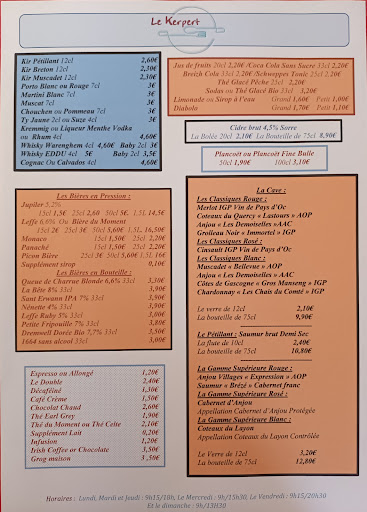 Le Kerpert
Kir Pétillant 12cl 2,60€
Kir Breton 12cl 2,50€
Kir Muscadet 12cl 2,10€
Porto Blanc ou Rouge 7cl 3€
Martini Blanc 7cl 3€
Muscat 7cl 3€
Chouchen ou Pommeau 7cl 3€
Ty Jaune 2cl ou Suze 4cl 3€
Kremmig ou Liqueur Menthe Vodka
ou Rhum 4cl 4,60€
Whisky Warenghem 4cl 4,60€ Baby 2cl 3€
Whisky EDDU 4cl 5€ Baby 2cl 3,5€
Cognac Ou Calvados 4cl 4,60€
Les Bières en Pression :
Jupiler 5,2%
15cl 1,5€ 25cl 2,60 50cl 5€ 1,5L 14,5€
Leffe 6,6% Ou Bière du Moment
15cl 2€ 25cl 3€ 50cl 5,60€ 1,5L 16,50€
Monaco 15cl 1,50€ 25cl 2,50€
Panaché 15cl 1,50€ 25cl 2,50€
Picon Bière 25cl 3€ 50cl 5,60€ 1,5L 16€
Supplément sirop 0,10€
Les Bières en Bouteille :
Queue de Charrue Blonde 6,6% 33cl 3,30€
La Bête 8% 33cl 3,50€
Sant Erwann IPA 7% 33cl 3,50€
Nénette 4% 33cl 3,30€
Leffe Ruby 5% 33cl 3,00€
Petite Fripouille 7% 33cl 3,80€
Dremwell Dorée Bio 7,7% 33cl 3,50€
1664 sans alcool 33cl 3,30€
Espresso ou Allongé 1,20€
Le Double 2,40€
Décaféiné 1,30€
Café Crème 1,50€
Chocolat Chaud 2,60€
Thé Earl Grey 1,90€
Thé du Moment ou Thé Celte 2,10€
Supplément Lait 0,20€
Infusion 1,20€
Irish Coffee or Chocolate 3,50€
Grog maison 3,50€
Jus de fruits 20cl 2,20€ /Coca Cola Sans Sucre 33cl 2,20€
Breizh Cola 33cl /Schweppes Tonic 25cl 2,20€
Thé Glacé Pêche 25cl 2,20€
Solas ou Thé Glacé Bio 33cl 3,20€
Limonade ou Sirop à l'eau Grand 1,60€ Petit 1,00€
Diabolo Grand 1,70€ Petit 1,10€
Cidre brut 4,5% Sorre
La Bolée 20cl 2,10€ La Bouteille de 75cl 8,90€
Plancoët ou Plancoët Fine Bulle
50cl 1,90€ 100cl 3,10€
La Cave :
Les Classiques Rouge :
Merlot IGP Vin de Pays d'Oc
Coteaux du Quercy « Lastours » AOP
Anjou « Les Demoiselles »AAC
Grolleau Noir « Immortel » IGP
Les Classiques Rosé :
Cinsault IGP Vin de Pays d'Oc
Les Classiques Blanc :
Muscadet « Bellevue » AOP
Anjou « Les Demoiselles »AAC
Côtes de Gascogne « Gros Manseng » IGP
Chardonnay « Les Chais du Comté » IGP
Le verre de 12cl 2,10€
La bouteille de 75cl 9,90€
Le Pétillant : Saumur brut Demi Sec
La flute de 10cl 2,40€
La bouteille de 75cl 10,80€
La Gamme Supérieure Rouge :
Anjou Villages « Expression » AOP
Saumur « Brézé » Cabernet franc
La Gamme Supérieure Rosé :
Cabernet d'Anjou
Appellation Cabernet d'Anjou Protégée
La Gamme Supérieure Blanc :
Coteaux du Layon
Appellation Coteaux du Layon Contrôlée
Le Verre de 12cl 3,20€
La bouteille de 75cl 12,80€
Horaires : Lundi, Mardi et Jeudi : 9h15/10h, Le Mercredi : 9h/15h30, Le Vendredi : 9h15/20h30
Et le dimanche : 9h/13H30